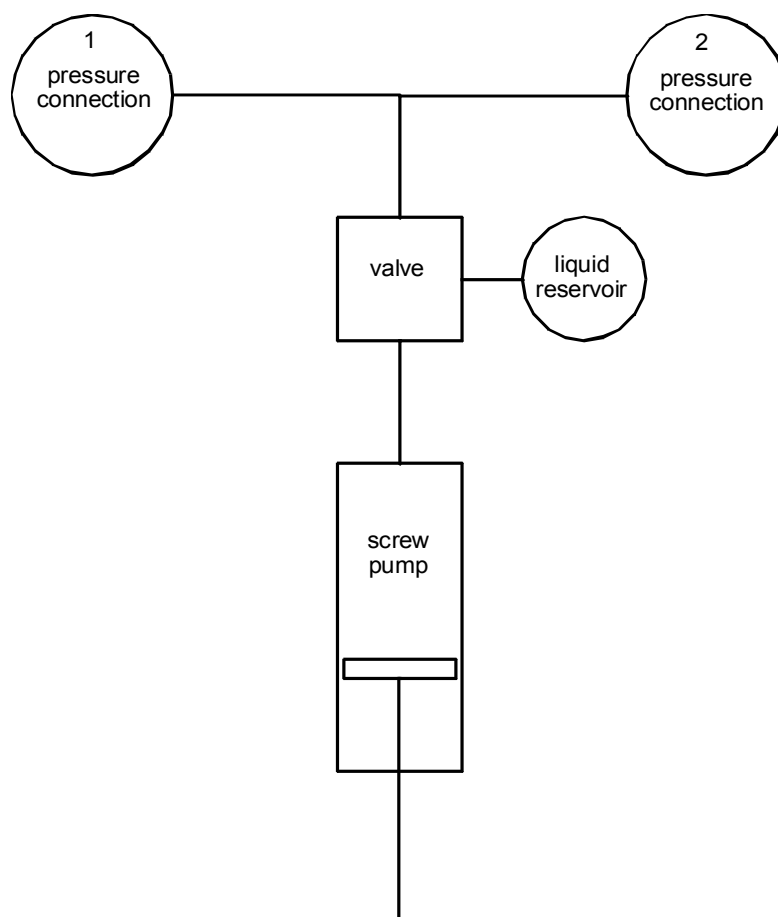 1
pressure
connection
2
pressure
connection
valve
liquid
reservoir
screw
pump